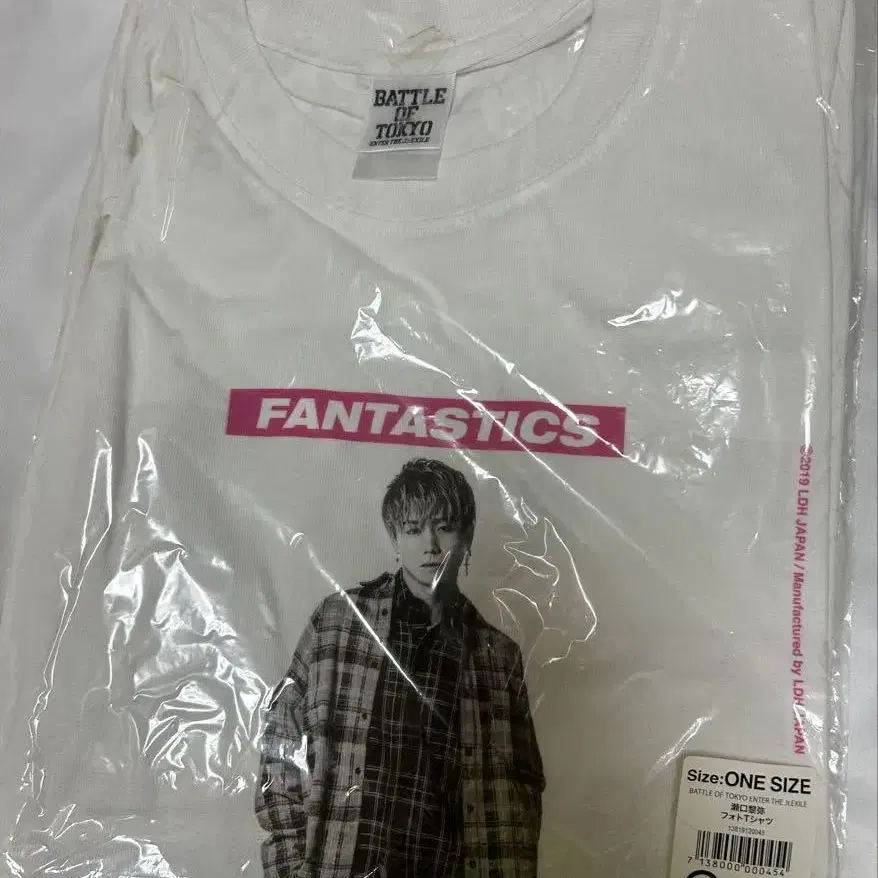 BATTLE
OF
TOKYO
ENTER THE Jr.EXILE
FANTASTICS
©2019 LDH JAPAN / Manufactured by LDH JAPAN
Size:ONE SIZE
BATTLE OF TOKYO ENTER THE Jr.EXILE
瀬口黎弥
フォトTシャツ
13819120045
7 138000 000454